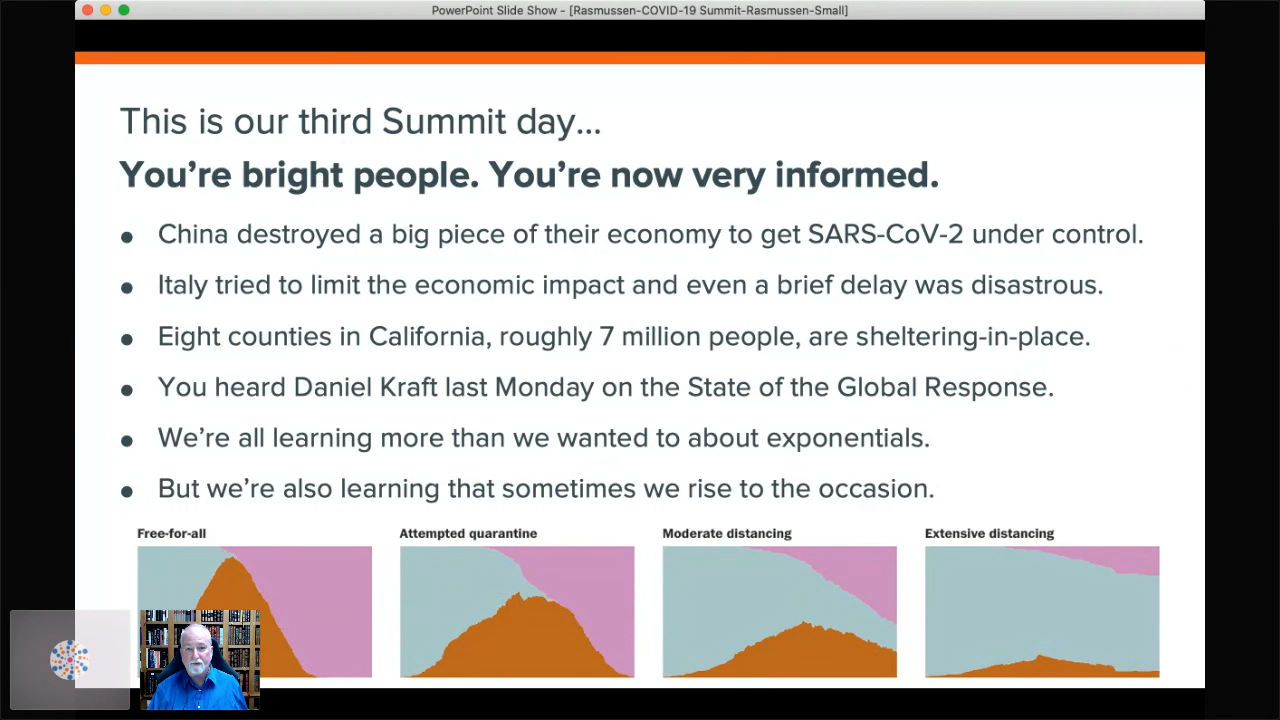 PowerPoint Slide Show - [Rasmussen-COVID-19 Summit-Rasmussen-Small]
This is our third Summit day...
You’re bright people. You’re now very informed.
• China destroyed a big piece of their economy to get SARS-CoV-2 under control.
• Italy tried to limit the economic impact and even a brief delay was disastrous.
• Eight counties in California, roughly 7 million people, are sheltering-in-place.
• You heard Daniel Kraft last Monday on the State of the Global Response.
• We’re all learning more than we wanted to about exponentials.
• But we’re also learning that sometimes we rise to the occasion.
Free-for-all
Attempted quarantine
Moderate distancing
Extensive distancing